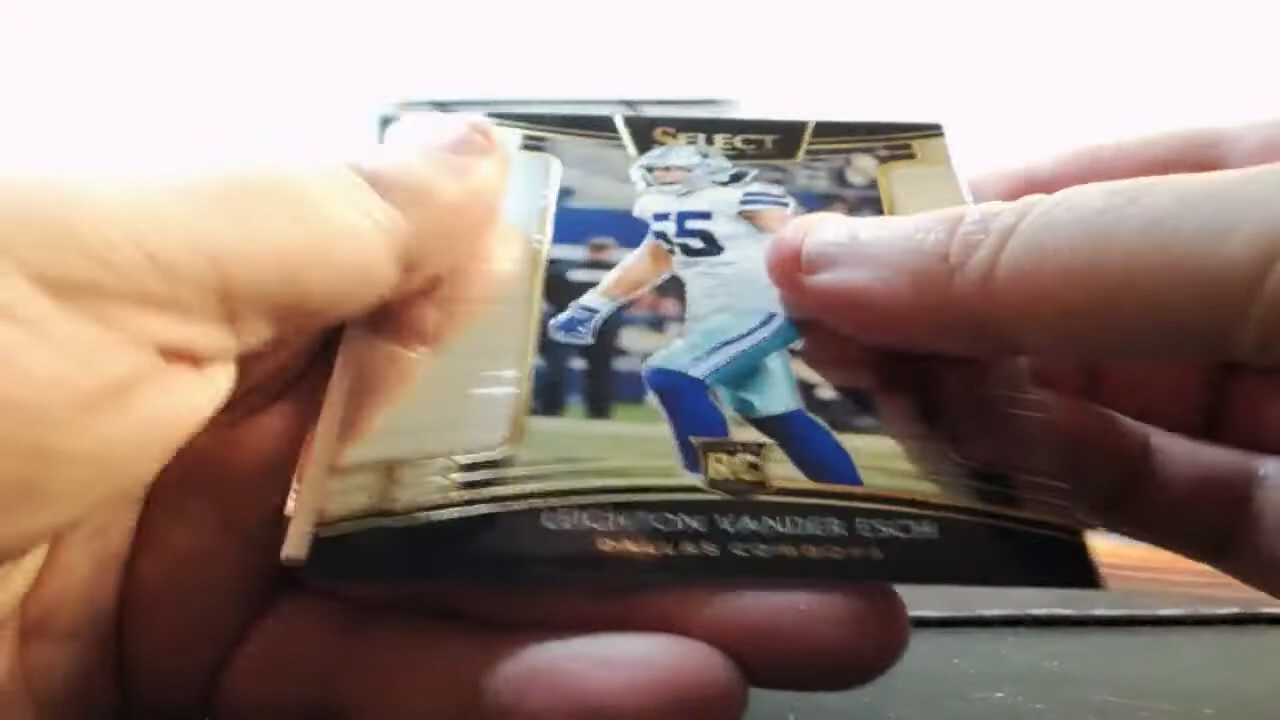 SELECT
55
RC
LEIGHTON VANDER ESCH
DALLAS COWBOYS